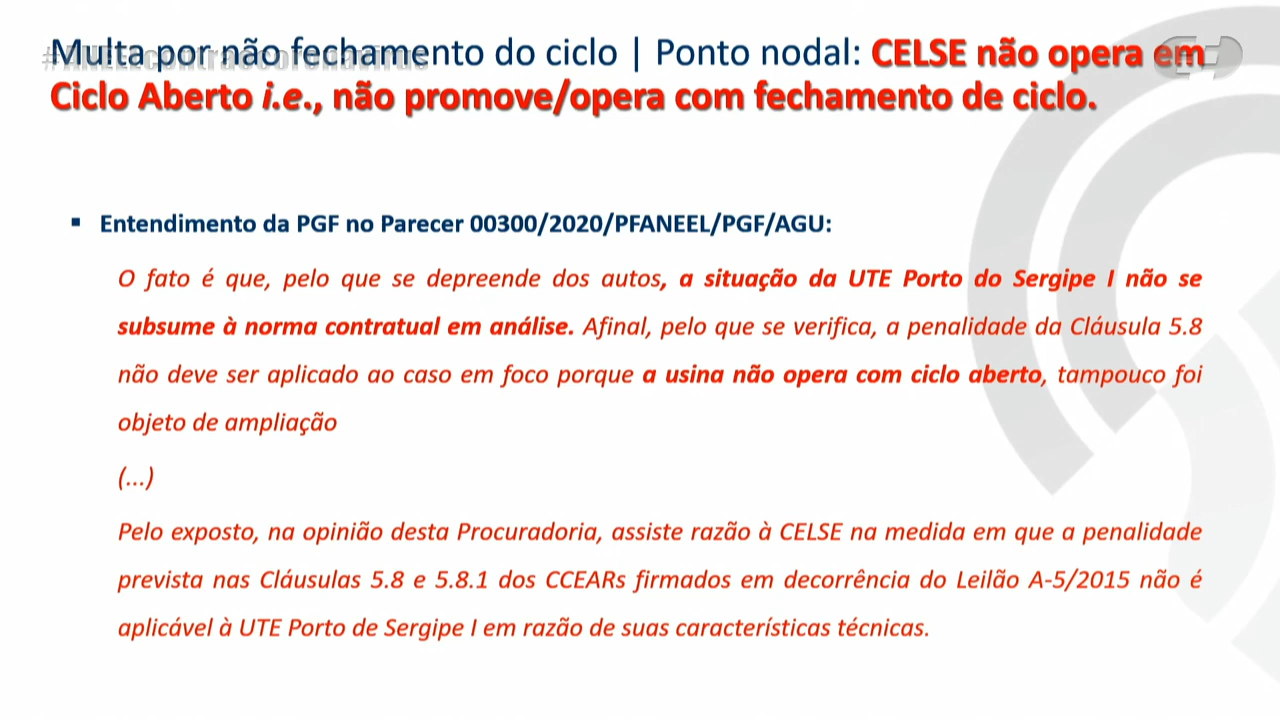 Multa por não fechamento do ciclo | Ponto nodal: CELSE não opera em
Ciclo Aberto i.e., não promove/opera com fechamento de ciclo.
▪ Entendimento da PGF no Parecer 00300/2020/PFANEEL/PGF/AGU:
O fato é que, pelo que se depreende dos autos, a situação da UTE Porto do Sergipe I não se
subsume à norma contratual em análise. Afinal, pelo que se verifica, a penalidade da Cláusula 5.8
não deve ser aplicado ao caso em foco porque a usina não opera com ciclo aberto, tampouco foi
objeto de ampliação
(...)
Pelo exposto, na opinião desta Procuradoria, assiste razão à CELSE na medida em que a penalidade
prevista nas Cláusulas 5.8 e 5.8.1 dos CCEARs firmados em decorrência do Leilão A-5/2015 não é
aplicável à UTE Porto de Sergipe I em razão de suas características técnicas.